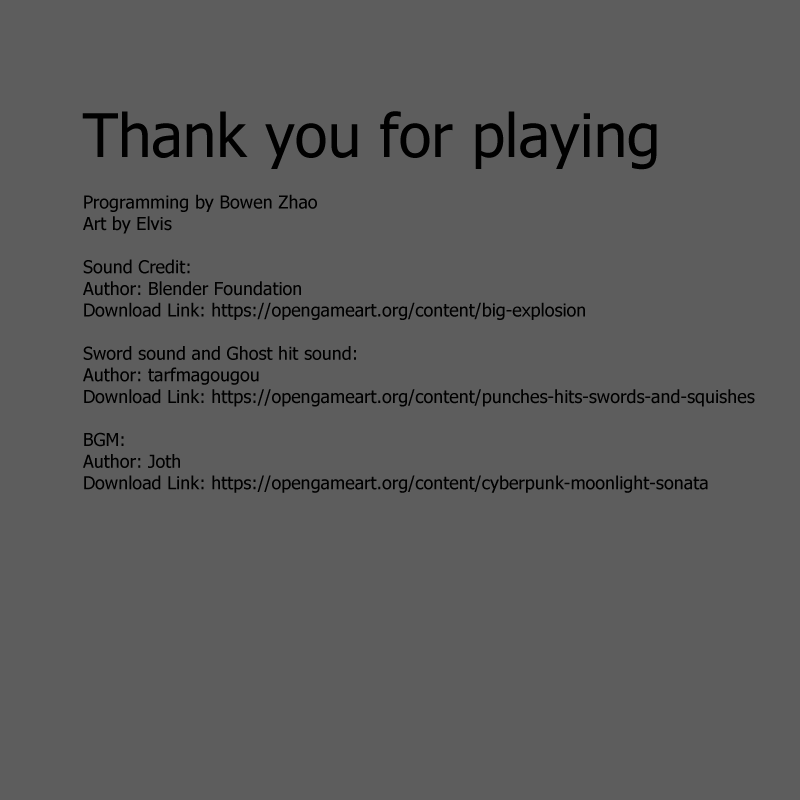 Thank you for playing
Programming by Bowen Zhao
Art by Elvis
Sound Credit:
Author: Blender Foundation
Download Link: https://opengameart.org/content/big-explosion
Sword sound and Ghost hit sound:
Author: tarfmagougou
Download Link: https://opengameart.org/content/punches-hits-swords-and-squishes
BGM:
Author: Joth
Download Link: https://opengameart.org/content/cyberpunk-moonlight-sonata